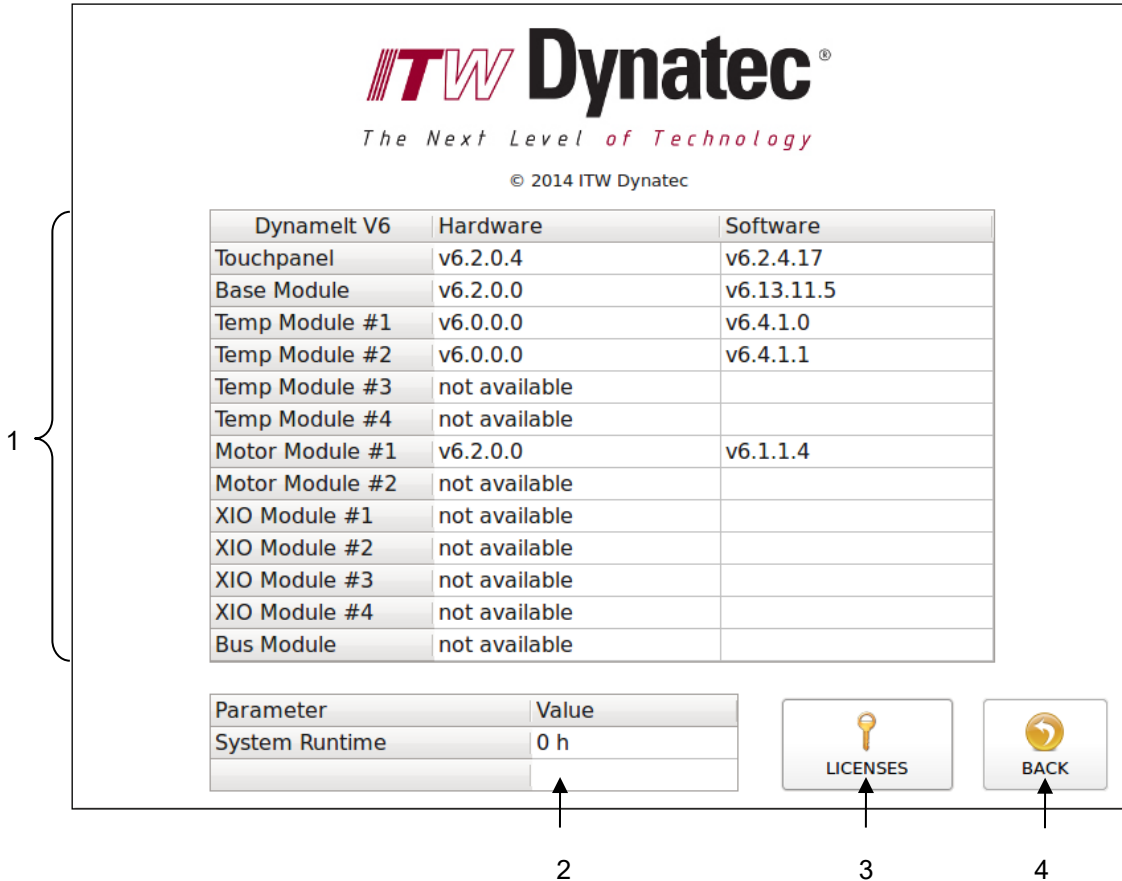 ITW Dynatec®
The Next Level of Technology
© 2014 ITW Dynatec
Dynamelt V6 Hardware Software
Touchpanel v6.2.0.4 v6.2.4.17
Base Module v6.2.0.0 v6.13.11.5
Temp Module #1 v6.0.0.0 v6.4.1.0
Temp Module #2 v6.0.0.0 v6.4.1.1
Temp Module #3 not available
Temp Module #4 not available
1
Motor Module #1 v6.2.0.0 v6.1.1.4
Motor Module #2 not available
XIO Module #1 not available
XIO Module #2 not available
XIO Module #3 not available
XIO Module #4 not available
Bus Module not available
Parameter Value
System Runtime 0 h
LICENSES BACK
2 3 4